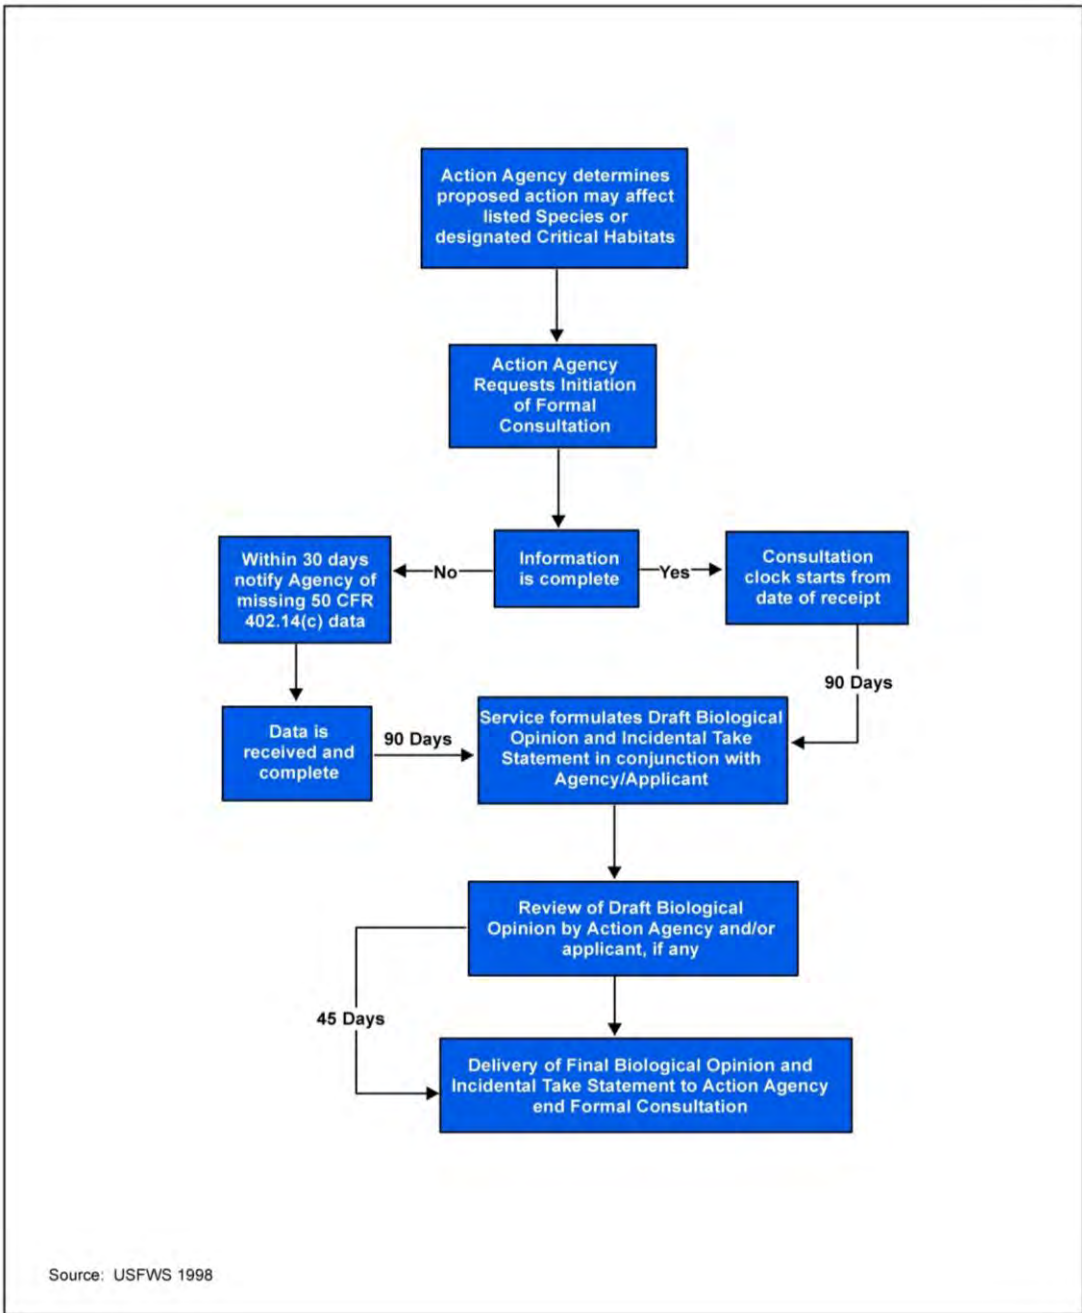 Action Agency determines
proposed action may affect
listed Species or
designated Critical Habitats
Action Agency
Requests Initiation
of Formal
Consultation
Within 30 days
notify Agency of
missing 50 CFR
402.14(c) data
No
Information
is complete
Yes
Consultation
clock starts from
date of receipt
90 Days
Data is
received and
complete
90 Days
Service formulates Draft Biological
Opinion and Incidental Take
Statement in conjunction with
Agency/Applicant
Review of Draft Biological
Opinion by Action Agency and/or
applicant, if any
45 Days
Delivery of Final Biological Opinion and
Incidental Take Statement to Action Agency
end Formal Consultation
Source: USFWS 1998